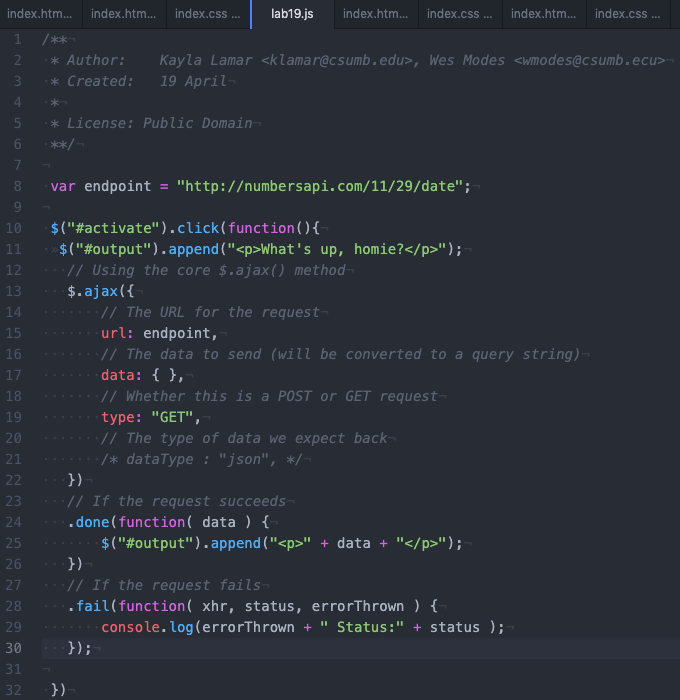 index.htm... endpoint.h... index.css ... lab19.js index.htm... index.css ... index.htm... index.css ...
1 /**
2 * Author:    Kayla Lamar <klamar@csumb.edu>, Wes Modes <wmodes@csumb.ecu>
3 * Created:   19 April
4 *
5 * License: Public Domain
6 **/
7
8 var endpoint = "http://numbersapi.com/11/29/date";
9
10 $("#activate").click(function(){
11 $("#output").append("<p>What's up, homie?</p>");
12 // Using the core $.ajax() method
13 $.ajax({
14 // The URL for the request
15 url: endpoint,
16 // The data to send (will be converted to a query string)
17 data: { },
18 // Whether this is a POST or GET request
19 type: "GET",
20 // The type of data we expect back
21 /* dataType : "json", */
22 })
23 // If the request succeeds
24 .done(function( data ) {
25 $("#output").append("<p>" + data + "</p>");
26 })
27 // If the request fails
28 .fail(function( xhr, status, errorThrown ) {
29 console.log(errorThrown + " Status:" + status );
30 });
31
32 })